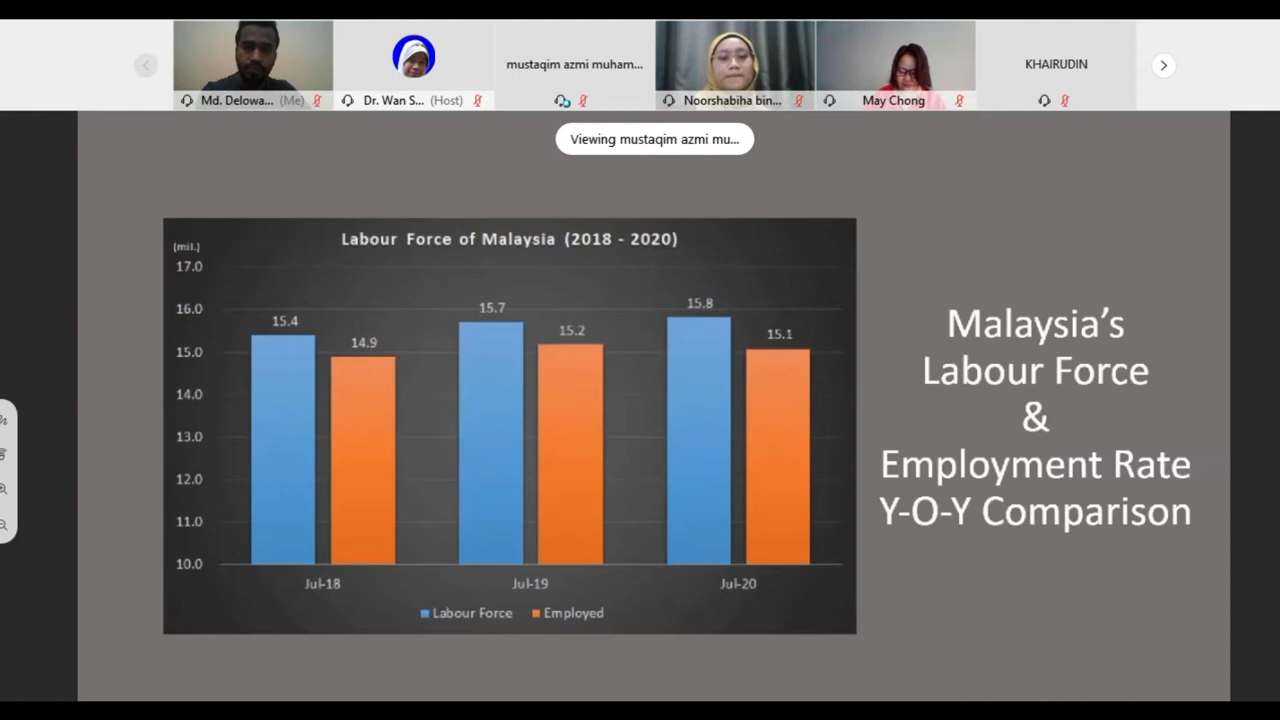 Md. Delowa... (Me)
Dr. Wan S... (Host)
mustaqim azmi muham...
Noorshabiha bin...
May Chong
KHAIRUDIN
Viewing mustaqim azmi mu...
Labour Force of Malaysia (2018 - 2020)
(mil.)
17.0
16.0
15.0
14.0
13.0
12.0
11.0
10.0
15.4
14.9
15.7
15.2
15.8
15.1
Jul-18
Jul-19
Jul-20
Labour Force
Employed
Malaysia’s
Labour Force
&
Employment Rate
Y-O-Y Comparison